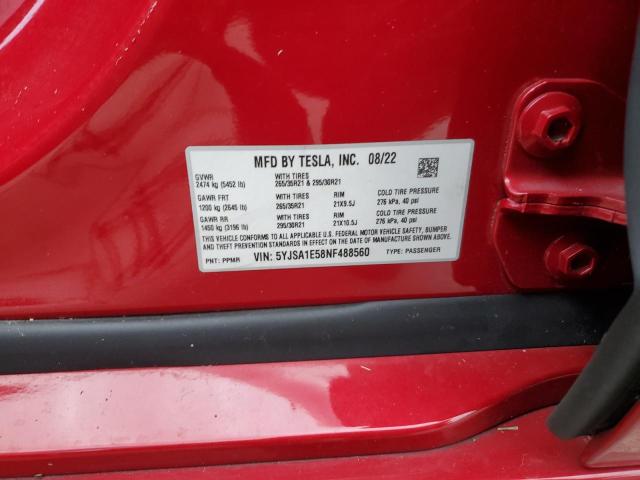 MFD BY TESLA, INC. 08/22
GVWR WITH TIRES
2474 kg (5452 lb) 265/35R21 & 295/30R21
GAWR FRT WITH TIRES RIM COLD TIRE PRESSURE
1200 kg (2645 lb) 265/35R21 21X9.5J 276 kPa, 40 psi
GAWR RR WITH TIRES RIM COLD TIRE PRESSURE
1450 kg (3196 lb) 295/30R21 21X10.5J 276 kPa, 40 psi
THIS VEHICLE CONFORMS TO ALL APPLICABLE U.S. FEDERAL MOTOR VEHICLE SAFETY, BUMPER
AND THEFT PREVENTION STANDARDS IN EFFECT ON THE DATE OF MANUFACTURE SHOWN ABOVE.
PNT: PPMR VIN: 5YJSA1E58NF488560 TYPE: PASSENGER